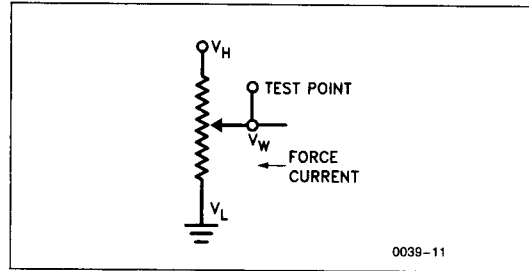 VH
TEST POINT
VW
FORCE
CURRENT
VL
0039-11